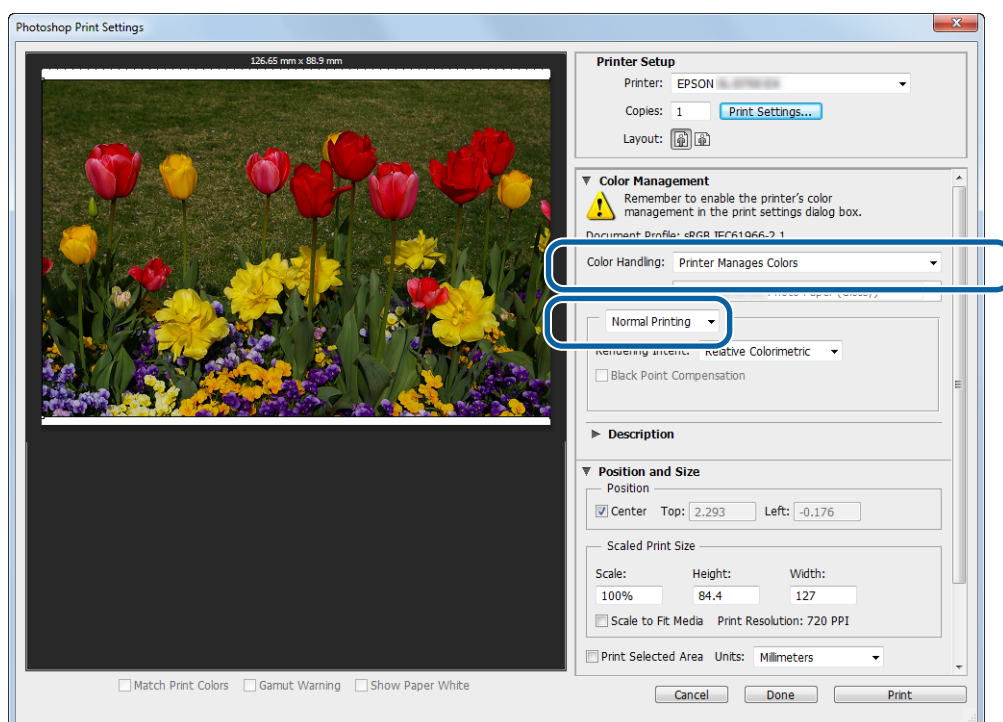 Photoshop Print Settings
126.65 mm x 88.9 mm
Printer Setup
Printer: EPSON
Copies: 1 Print Settings...
Layout:
Color Management
Remember to enable the printer's color
management in the print settings dialog box.
Document Profile: sRGB IEC61966-2.1
Color Handling: Printer Manages Colors
Normal Printing
Rendering Intent: Relative Colorimetric
Black Point Compensation
Description
Position and Size
Position
Center Top: 2.293 Left: -0.176
Scaled Print Size
Scale: Height: Width:
100% 84.4 127
Scale to Fit Media Print Resolution: 720 PPI
Print Selected Area Units: Millimeters
Match Print Colors Gamut Warning Show Paper White
Cancel Done Print